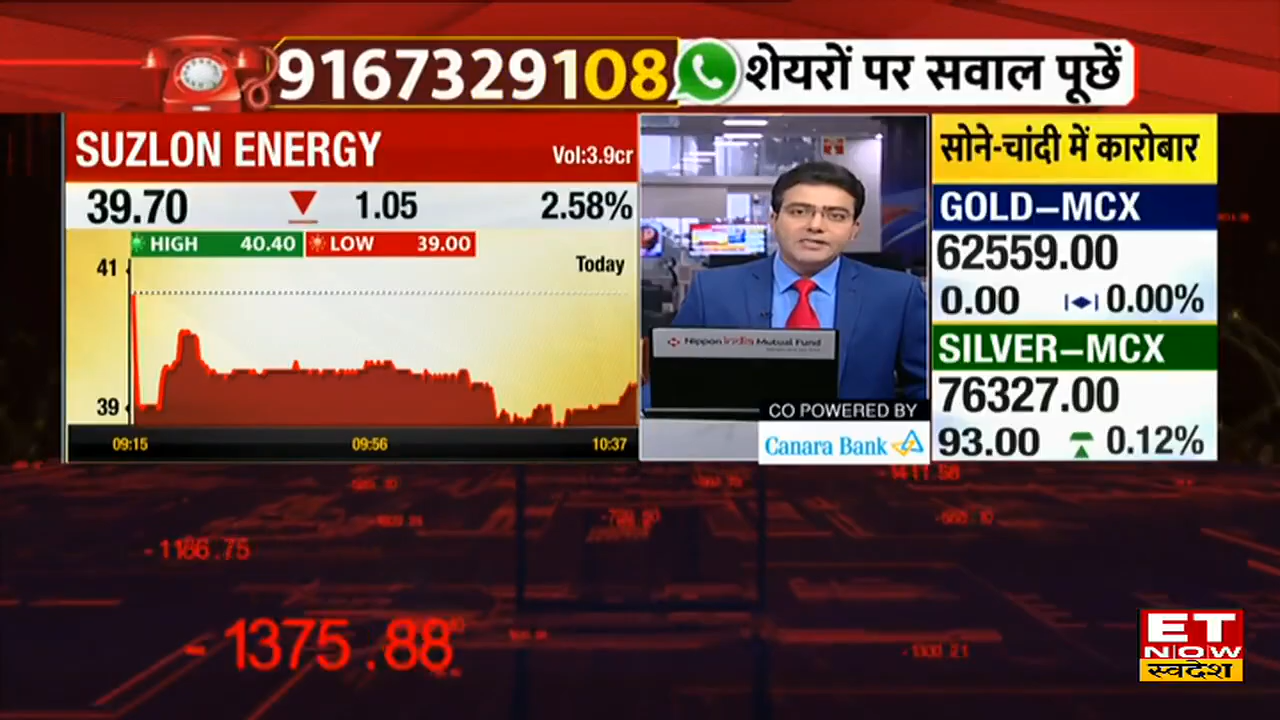 9167329108 शेयरों पर सवाल पूछें
SUZLON ENERGY Vol:3.9cr
39.70 1.05 2.58%
HIGH 40.40 LOW 39.00
Today
41
39
09:15 09:56 10:37
Nippon india Mutual Fund
CO POWERED BY
Canara Bank
सोने-चांदी में कारोबार
GOLD-MCX
62559.00
0.00 0.00%
SILVER-MCX
76327.00
93.00 0.12%
-1186.75
-1375.88
ET
NOW
स्वदेश